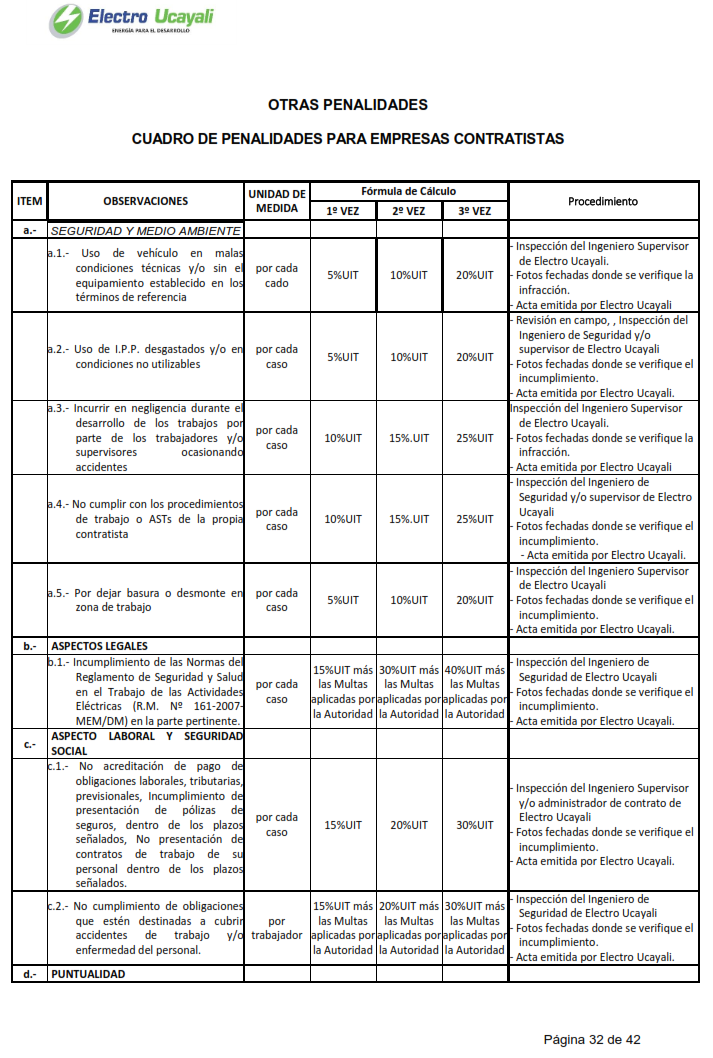 Electro Ucayali
ENERGÍA PARA EL DESARROLLO
OTRAS PENALIDADES
CUADRO DE PENALIDADES PARA EMPRESAS CONTRATISTAS
ITEM
OBSERVACIONES
UNIDAD DE
MEDIDA
Fórmula de Cálculo
1º VEZ
2º VEZ
3º VEZ
Procedimiento
a.-
SEGURIDAD Y MEDIO AMBIENTE
a.1.- Uso de vehículo en malas
condiciones técnicas y/o sin el
equipamiento establecido en los
términos de referencia
por cada
cado
5%UIT
10%UIT
20%UIT
- Inspección del Ingeniero Supervisor
de Electro Ucayali.
- Fotos fechadas donde se verifique la
infracción.
- Acta emitida por Electro Ucayali
a.2.- Uso de I.P.P. desgastados y/o en
condiciones no utilizables
por cada
caso
5%UIT
10%UIT
20%UIT
- Revisión en campo, , Inspección del
Ingeniero de Seguridad y/o
supervisor de Electro Ucayali
- Fotos fechadas donde se verifique el
incumplimiento.
- Acta emitida por Electro Ucayali.
a.3.- Incurrir en negligencia durante el
desarrollo de los trabajos por
parte de los trabajadores y/o
supervisores ocasionando
accidentes
por cada
caso
10%UIT
15%.UIT
25%UIT
Inspección del Ingeniero Supervisor
de Electro Ucayali.
- Fotos fechadas donde se verifique la
infracción.
- Acta emitida por Electro Ucayali
a.4.- No cumplir con los procedimientos
de trabajo o ASTs de la propia
contratista
por cada
caso
10%UIT
15%.UIT
25%UIT
- Inspección del Ingeniero de
Seguridad y/o supervisor de Electro
Ucayali
- Fotos fechadas donde se verifique el
incumplimiento.
- Acta emitida por Electro Ucayali.
a.5.- Por dejar basura o desmonte en
zona de trabajo
por cada
caso
5%UIT
10%UIT
20%UIT
- Inspección del Ingeniero Supervisor
de Electro Ucayali
- Fotos fechadas donde se verifique el
incumplimiento.
- Acta emitida por Electro Ucayali.
b.-
ASPECTOS LEGALES
b.1.- Incumplimiento de las Normas del
Reglamento de Seguridad y Salud
en el Trabajo de las Actividades
Eléctricas (R.M. Nº 161-2007-
MEM/DM) en la parte pertinente.
por cada
caso
15%UIT más
las Multas
aplicadas por
la Autoridad
30%UIT más
las Multas
aplicadas por
la Autoridad
40%UIT más
las Multas
aplicadas por
la Autoridad
- Inspección del Ingeniero de
Seguridad de Electro Ucayali
- Fotos fechadas donde se verifique el
incumplimiento.
- Acta emitida por Electro Ucayali.
c.-
ASPECTO LABORAL Y SEGURIDAD
SOCIAL
c.1.- No acreditación de pago de
obligaciones laborales, tributarias,
previsionales, Incumplimiento de
presentación de pólizas de
seguros, dentro de los plazos
señalados, No presentación de
contratos de trabajo de su
personal dentro de los plazos
señalados.
por cada
caso
15%UIT
20%UIT
30%UIT
- Inspección del Ingeniero Supervisor
y/o administrador de contrato de
Electro Ucayali
- Fotos fechadas donde se verifique el
incumplimiento.
- Acta emitida por Electro Ucayali.
c.2.- No cumplimiento de obligaciones
que estén destinadas a cubrir
accidentes de trabajo y/o
enfermedad del personal.
por
trabajador
15%UIT más
las Multas
aplicadas por
la Autoridad
20%UIT más
las Multas
aplicadas por
la Autoridad
30%UIT más
las Multas
aplicadas por
la Autoridad
- Inspección del Ingeniero de
Seguridad de Electro Ucayali
- Fotos fechadas donde se verifique el
incumplimiento.
- Acta emitida por Electro Ucayali.
d.-
PUNTUALIDAD
Página 32 de 42